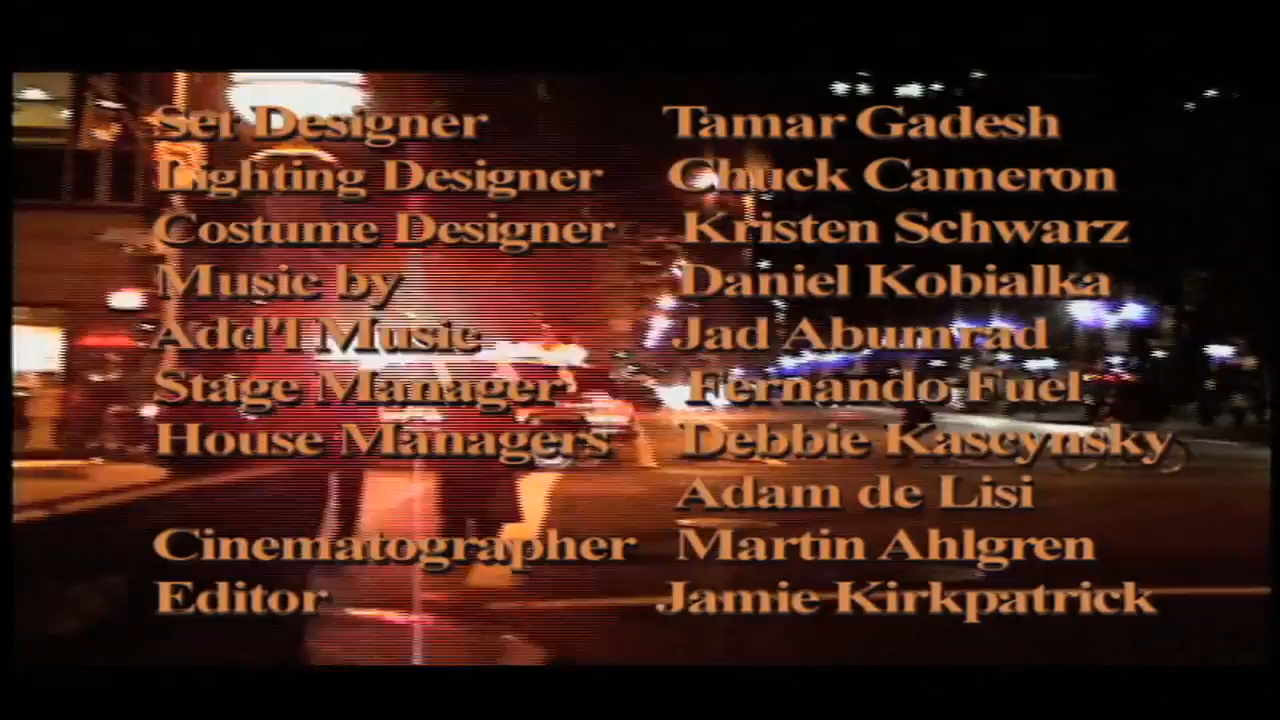 Set Designer Tamar Gadesh
Lighting Designer Chuck Cameron
Costume Designer Kristen Schwarz
Music by Daniel Kobialka
Add'l Music Jad Abumrad
Stage Manager Fernando Fuel
House Managers Debbie Kascynsky
Adam de Lisi
Cinematographer Martin Ahlgren
Editor Jamie Kirkpatrick